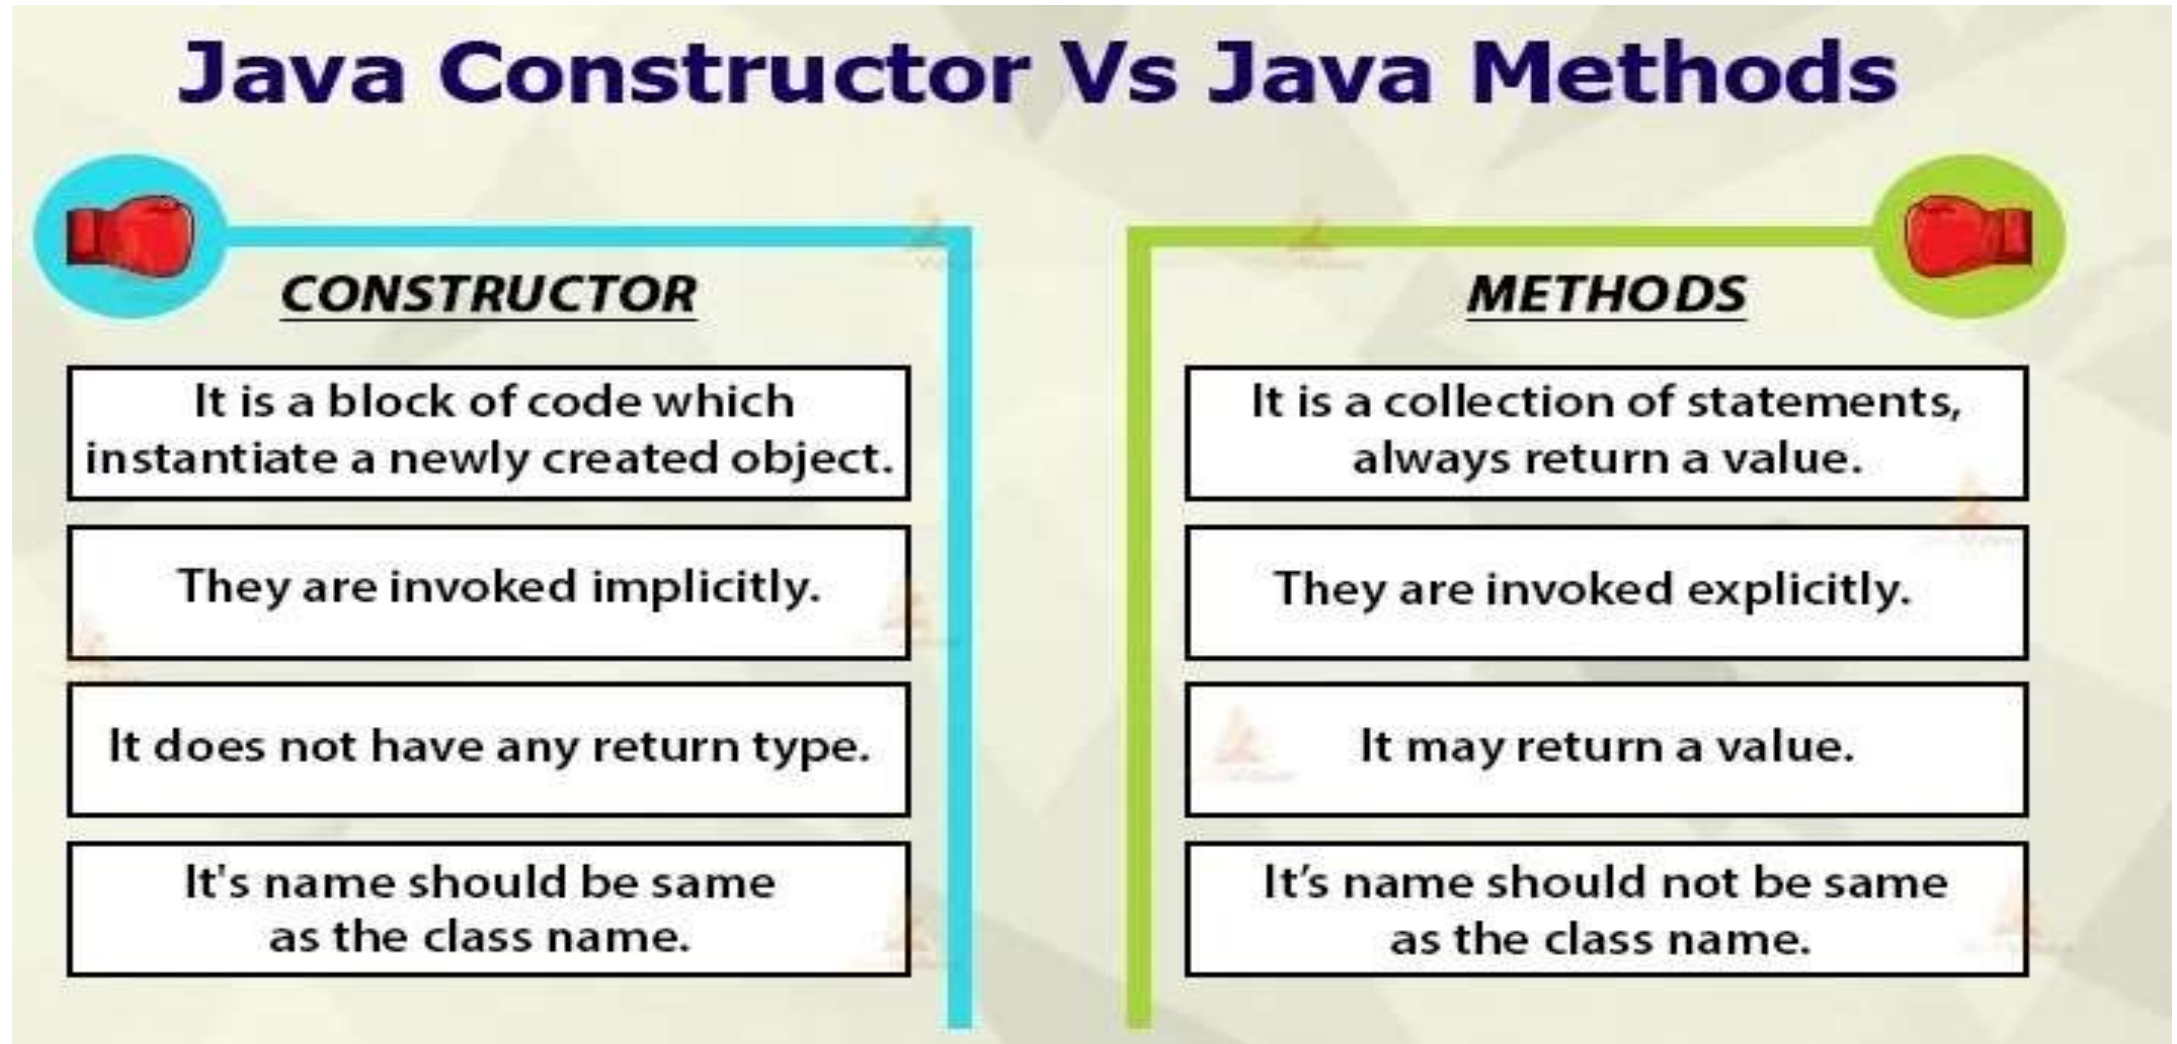 Java Constructor Vs Java Methods
CONSTRUCTOR
It is a block of code which
instantiate a newly created object.
They are invoked implicitly.
It does not have any return type.
It's name should be same
as the class name.
METHODS
It is a collection of statements,
always return a value.
They are invoked explicitly.
It may return a value.
It’s name should not be same
as the class name.